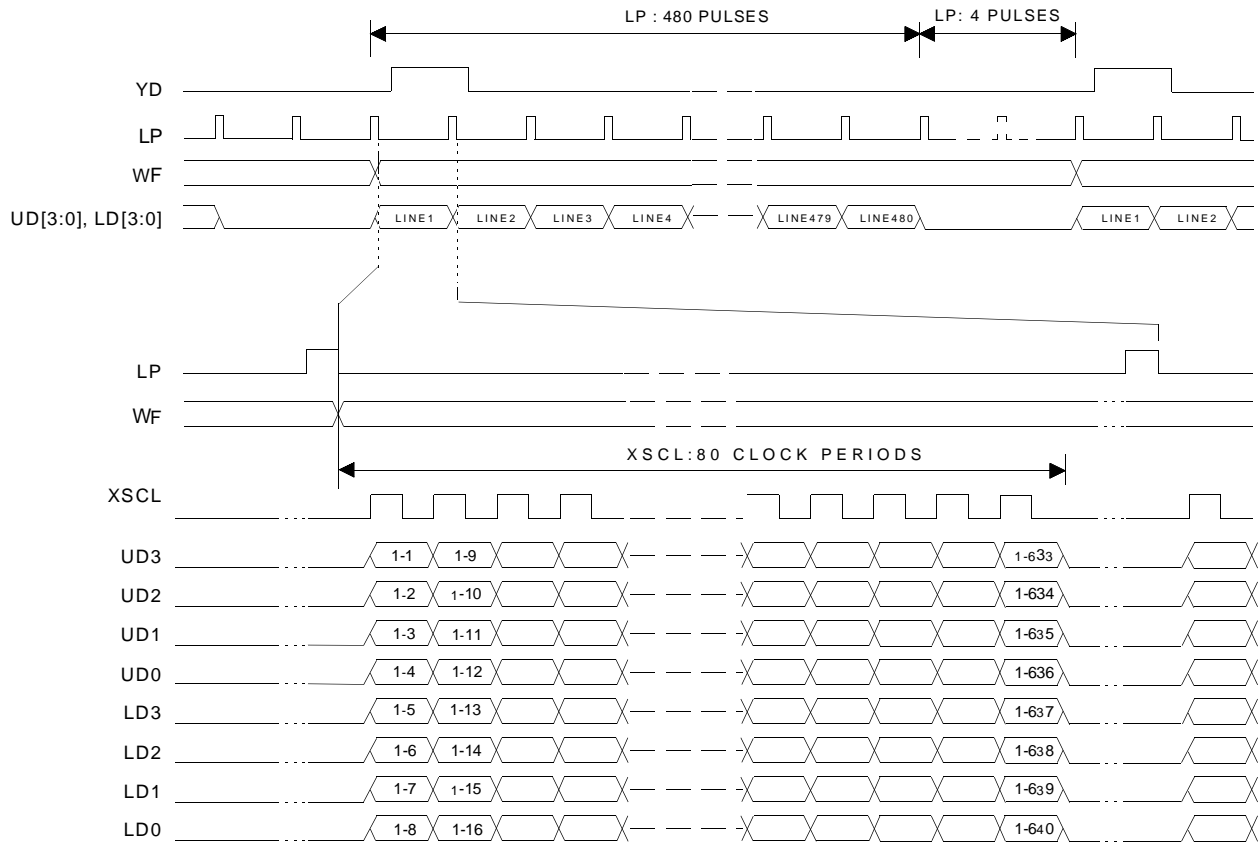 LP : 480 PULSES LP: 4 PULSES
YD
LP
WF
UD[3:0], LD[3:0] LINE1 LINE2 LINE3 LINE4 LINE479 LINE480 LINE1 LINE2
LP
WF
XSCL:80 CLOCK PERIODS
XSCL
UD3 1-1 1-9 1-633
UD2 1-2 1-10 1-634
UD1 1-3 1-11 1-635
UD0 1-4 1-12 1-636
LD3 1-5 1-13 1-637
LD2 1-6 1-14 1-638
LD1 1-7 1-15 1-639
LD0 1-8 1-16 1-640